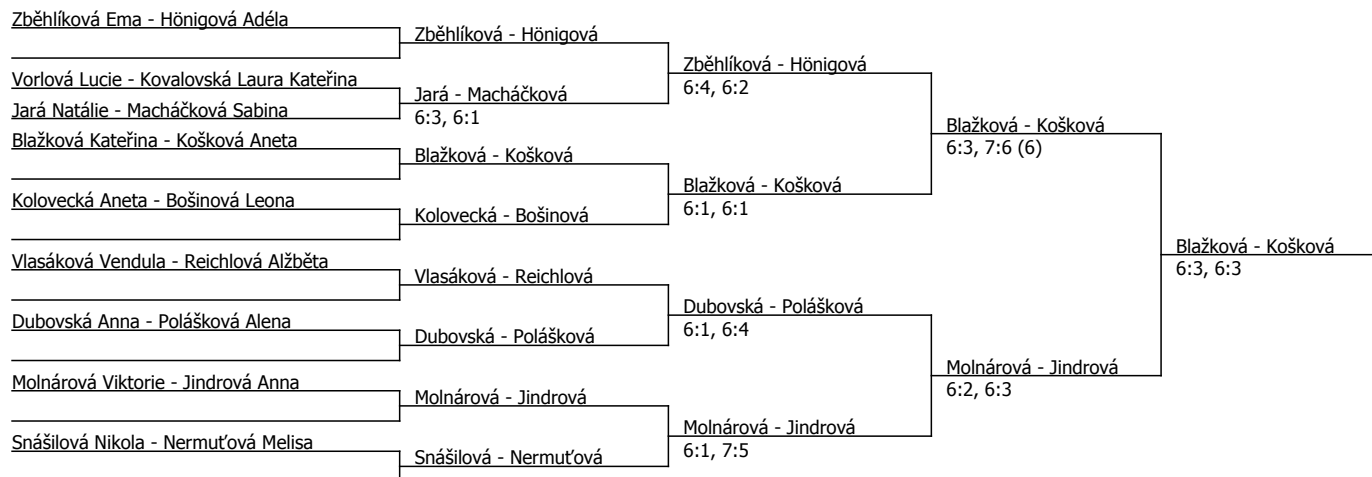 Zběhlíková Ema - Hönigová Adéla
Zběhlíková - Hönigová
Zběhlíková - Hönigová
6:4, 6:2
Vorlová Lucie - Kovalovská Laura Kateřina
Jará - Macháčková
6:3, 6:1
Jará Natálie - Macháčková Sabina
Blažková - Košková
6:3, 7:6 (6)
Blažková Kateřina - Košková Aneta
Blažková - Košková
Blažková - Košková
6:1, 6:1
Kolovecká Aneta - Bošinová Leona
Kolovecká - Bošinová
Blažková - Košková
6:3, 6:3
Vlasáková Vendula - Reichlová Alžběta
Vlasáková - Reichlová
Dubovská - Polášková
6:1, 6:4
Dubovská Anna - Polášková Alena
Dubovská - Polášková
Molnárová - Jindrová
6:2, 6:3
Molnárová Viktorie - Jindrová Anna
Molnárová - Jindrová
Molnárová - Jindrová
6:1, 7:5
Snášilová Nikola - Nermuťová Melisa
Snášilová - Nermuťová